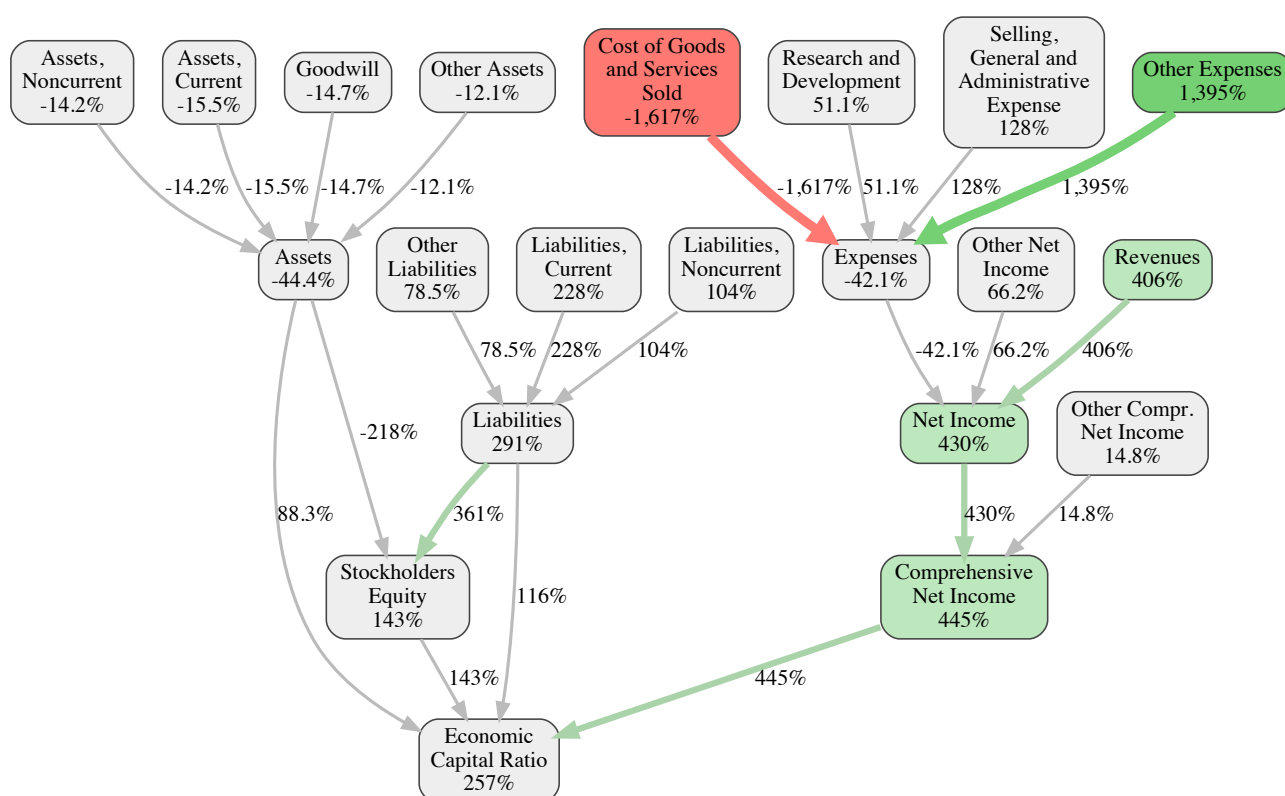 Assets,
Noncurrent
-14.2%
Assets,
Current
-15.5%
Goodwill
-14.7%
Other Assets
-12.1%
Cost of Goods
and Services
Sold
-1,617%
Research and
Development
51.1%
Selling,
General and
Administrative
Expense
128%
Other Expenses
1,395%
-14.2%
-15.5%
-14.7%
-12.1%
-1,617%
51.1%
128%
1,395%
Assets
-44.4%
Other
Liabilities
78.5%
Liabilities,
Current
228%
Liabilities,
Noncurrent
104%
Expenses
-42.1%
Other Net
Income
66.2%
Revenues
406%
78.5%
228%
104%
-42.1%
66.2%
406%
-218%
Liabilities
291%
Net Income
430%
Other Compr.
Net Income
14.8%
88.3%
361%
430%
14.8%
Stockholders
Equity
143%
116%
Comprehensive
Net Income
445%
143%
445%
Economic
Capital Ratio
257%